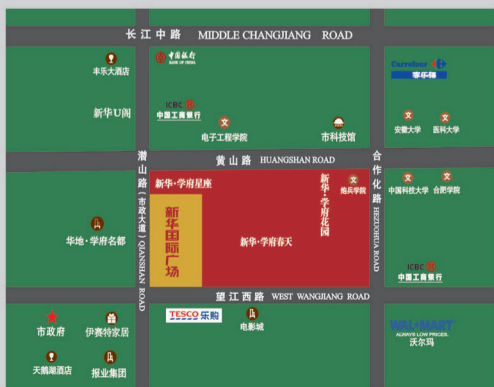 长江中路 MIDDLE CHANGJIANG ROAD
丰乐大酒店
中国银行
BANK OF CHINA
Carrefour
家乐福
新华U阁
ICBC
中国工商银行
文
电子工程学院
市科技馆
文
安徽大学
文
医科大学
潜山路(市政大道) QIANSHAN ROAD
黄山路 HUANGSHAN ROAD
合作化路 HEZUOHUA ROAD
新华·学府星座
新华·学府花园
文
炮兵学院
文
中国科技大学
文
合肥学院
华地·学府名都
新华国际广场
新华·学府春天
ICBC
中国工商银行
望江西路 WEST WANGJIANG ROAD
市政府
伊赛特家居
TESCO 乐购
电影城
WAL★MART
ALWAYS LOW PRICES.
沃尔玛
天鹅湖酒店
报业集团